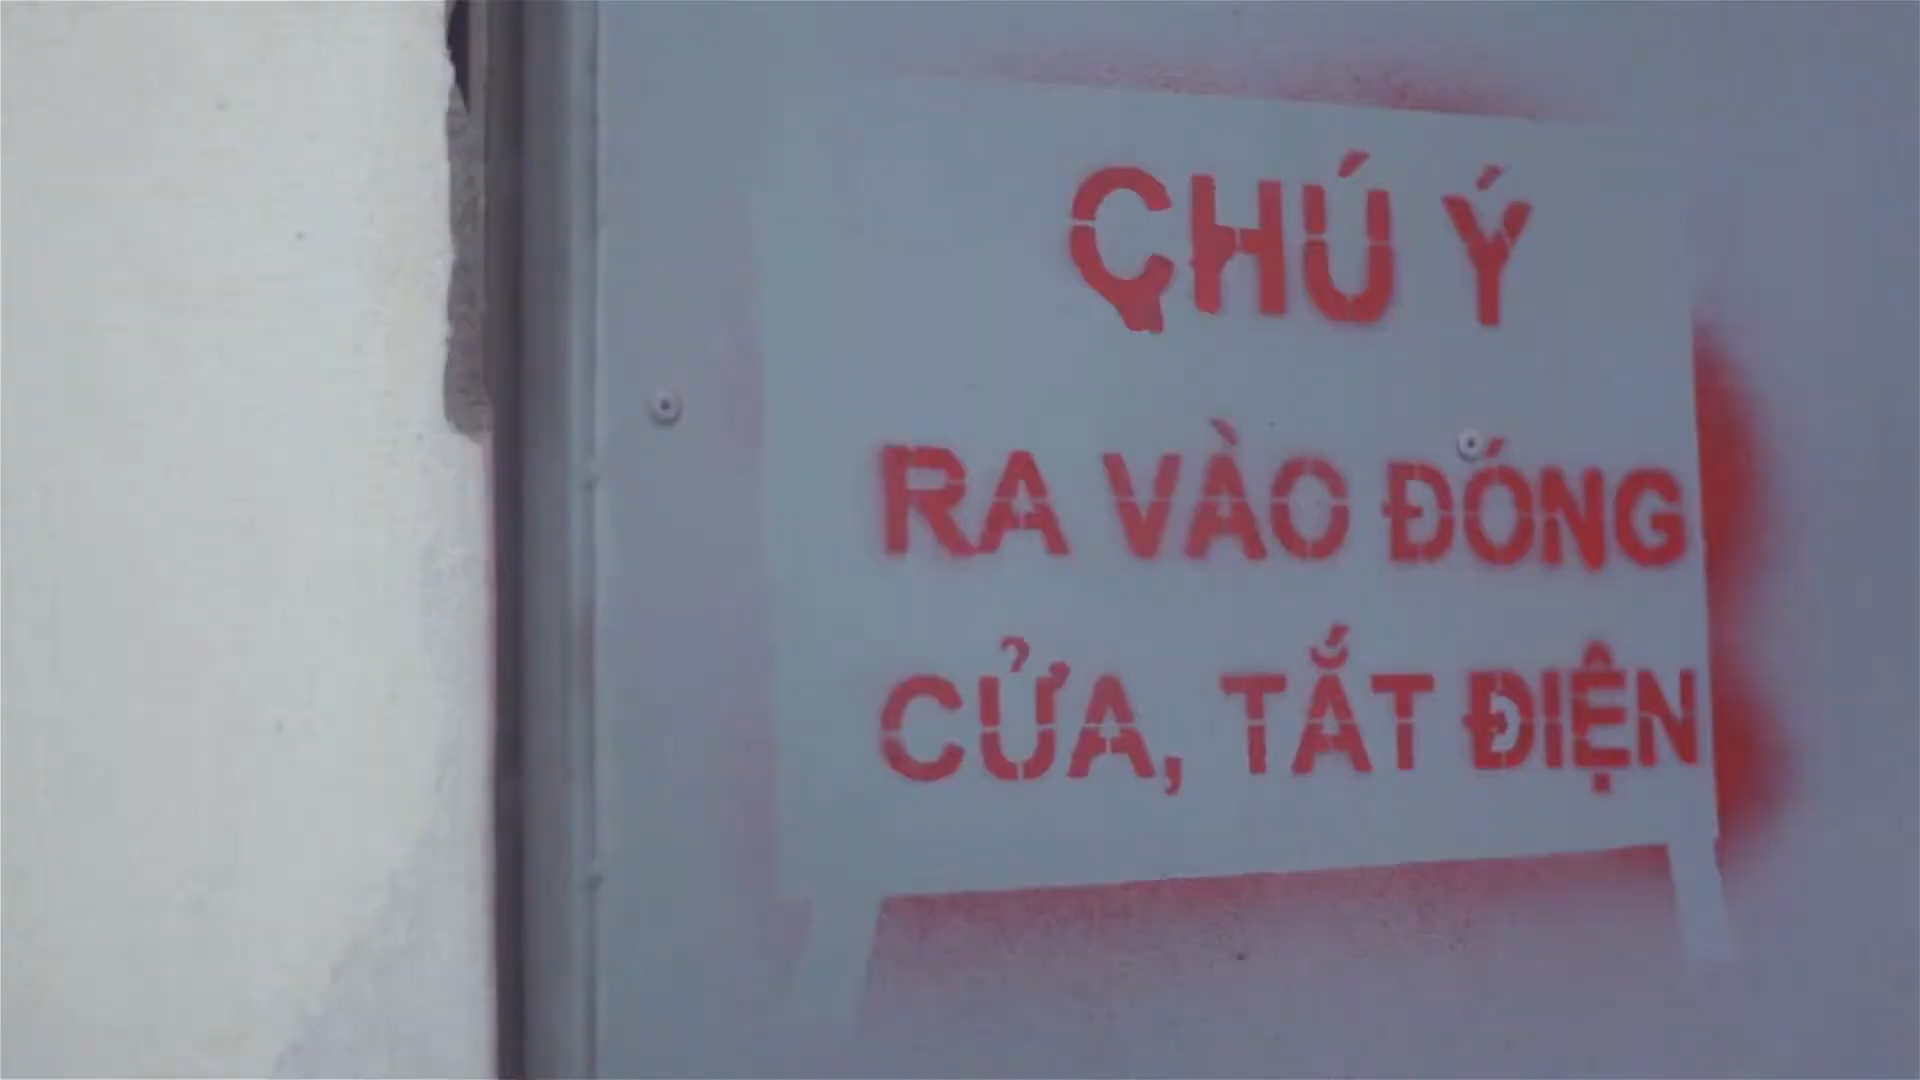 CHÚ Ý
RA VÀO ĐÓNG
CỬA, TẮT ĐIỆN